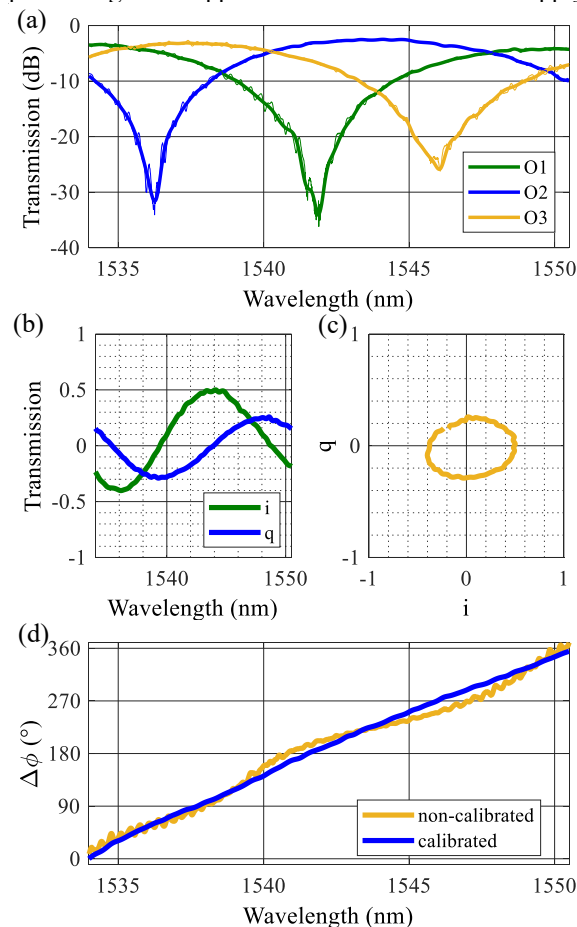 (a)
0
-10
-20
-30
-40
Transmission (dB)
O1
O2
O3
1535 1540 1545 1550
Wavelength (nm)
(b)
1
0.5
0
-0.5
-1
Transmission
i
q
1540 1550
Wavelength (nm)
(c)
1
0
-1
q
-1 0 1
i
(d)
360
270
180
90
0
Δϕ (°)
non-calibrated
calibrated
1535 1540 1545 1550
Wavelength (nm)